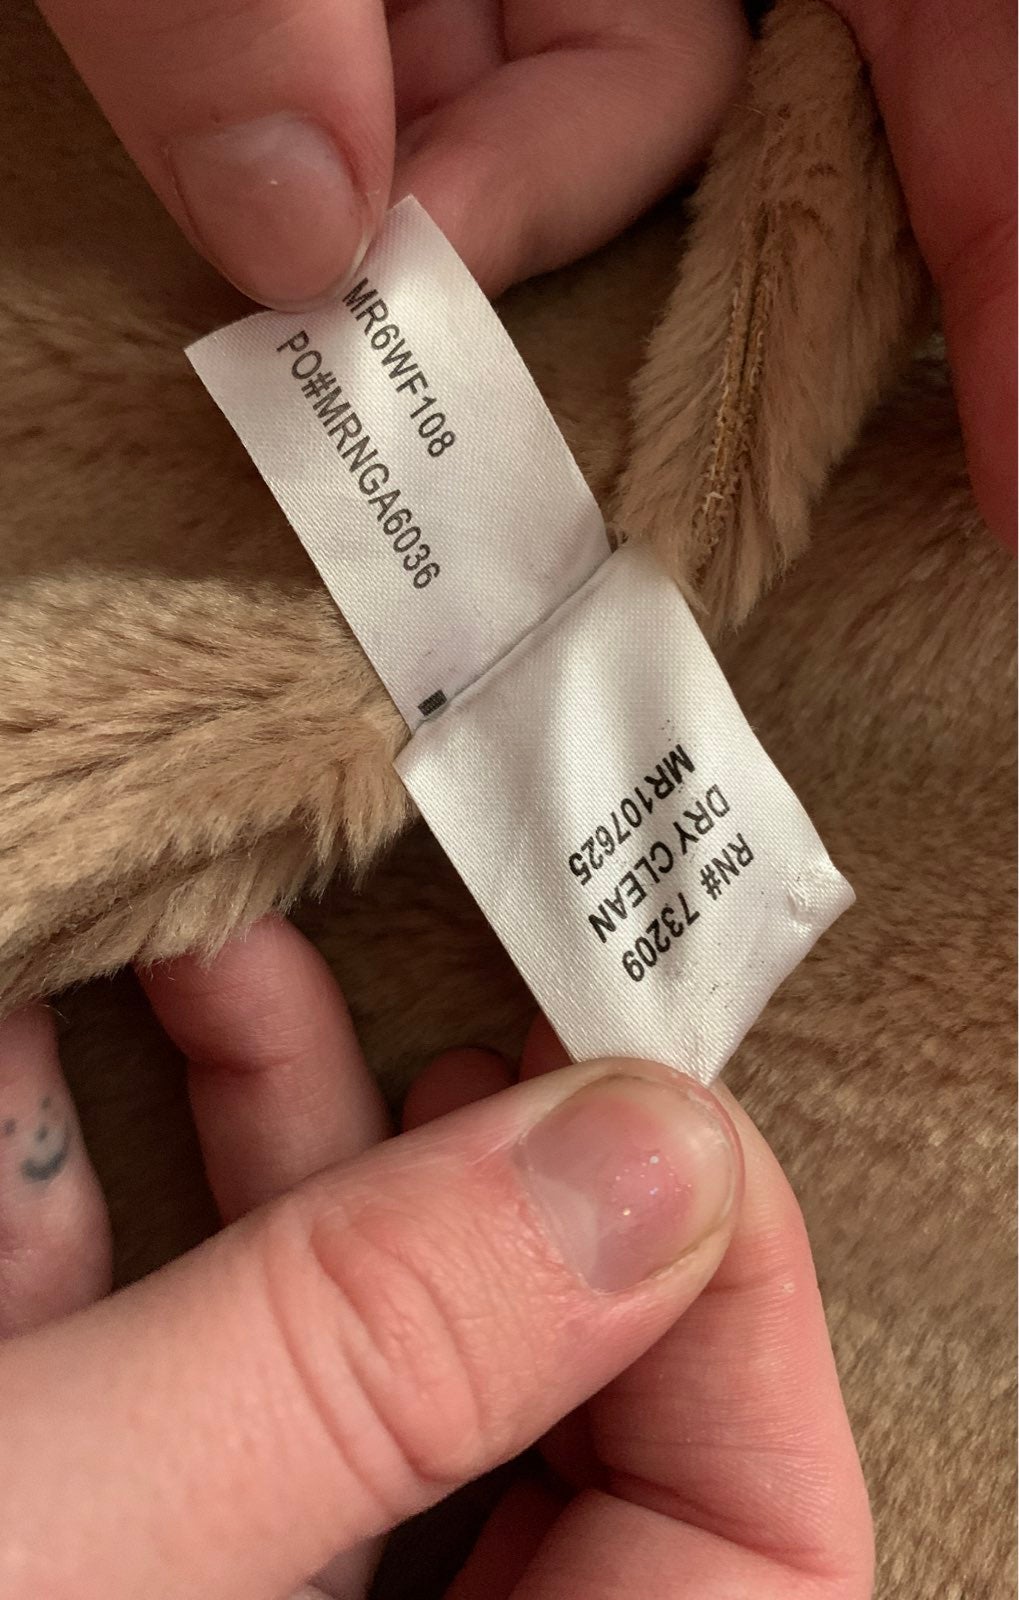 MR6WF108
PO#MRNGA6036
RN# 73209
DRY CLEAN
MR107625